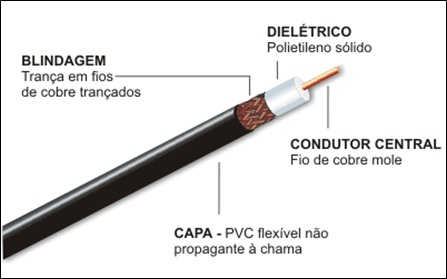 DIELÉTRICO
Polietileno sólido
BLINDAGEM
Trança em fios
de cobre trançados
CONDUTOR CENTRAL
Fio de cobre mole
CAPA - PVC flexível não
propagante à chama